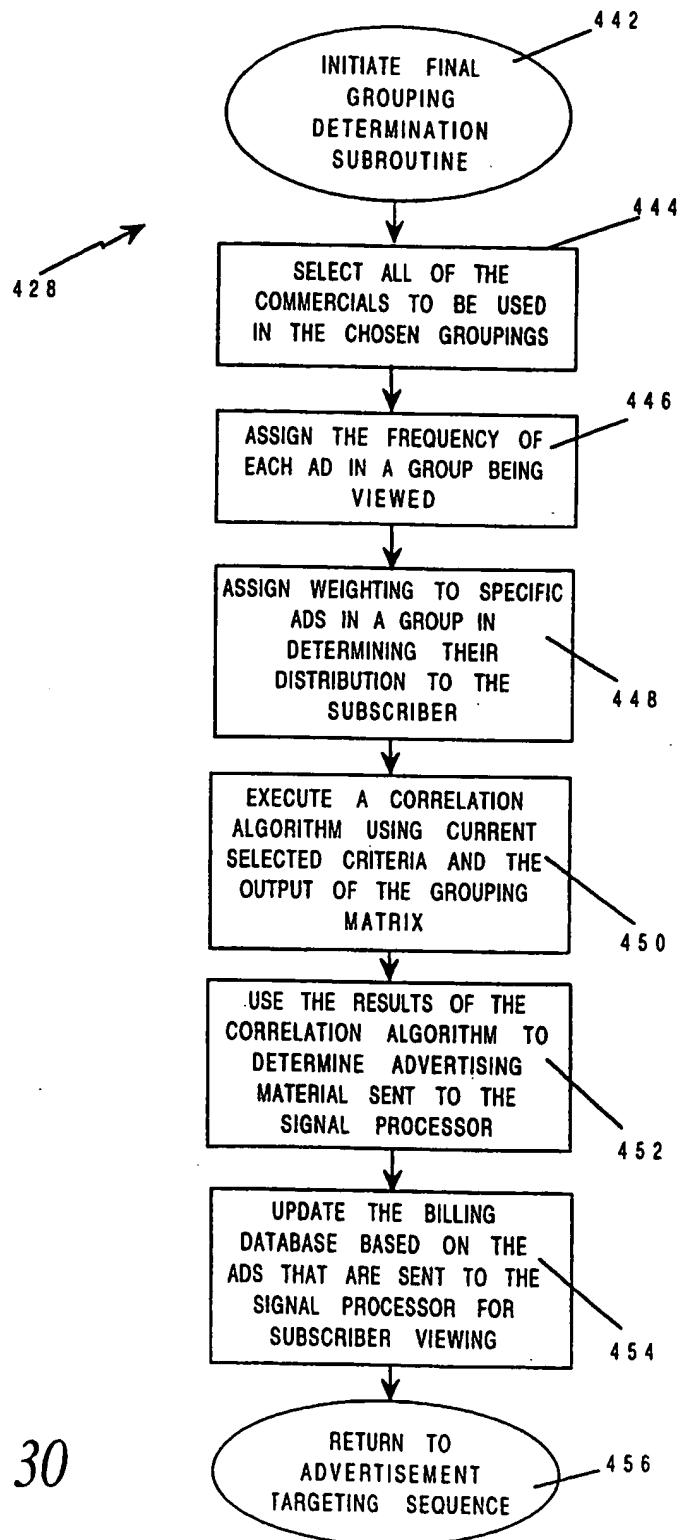 442
INITIATE FINAL
GROUPING
DETERMINATION
SUBROUTINE
444
428
SELECT ALL OF THE
COMMERCIALS TO BE USED
IN THE CHOSEN GROUPINGS
446
ASSIGN THE FREQUENCY OF
EACH AD IN A GROUP BEING
VIEWED
ASSIGN WEIGHTING TO SPECIFIC
ADS IN A GROUP IN
DETERMINING THEIR
DISTRIBUTION TO THE
SUBSCRIBER
448
EXECUTE A CORRELATION
ALGORITHM USING CURRENT
SELECTED CRITERIA AND THE
OUTPUT OF THE GROUPING
MATRIX
450
USE THE RESULTS OF THE
CORRELATION ALGORITHM TO
DETERMINE ADVERTISING
MATERIAL SENT TO THE
SIGNAL PROCESSOR
452
UPDATE THE BILLING
DATABASE BASED ON THE
ADS THAT ARE SENT TO THE
SIGNAL PROCESSOR FOR
SUBSCRIBER VIEWING
454
30
RETURN TO
ADVERTISEMENT
TARGETING SEQUENCE
456